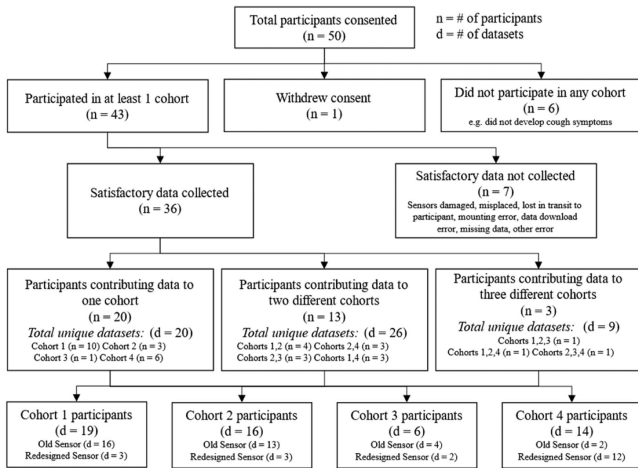 Total participants consented
(n = 50)
n = # of participants
d = # of datasets
Participated in at least 1 cohort
(n = 43)
Withdrew consent
(n = 1)
Did not participate in any cohort
(n = 6)
e.g. did not develop cough symptoms
Satisfactory data collected
(n = 36)
Satisfactory data not collected
(n = 7)
Sensors damaged, misplaced, lost in transit to
participant, mounting error, data download
error, missing data, other error
Participants contributing data to
one cohort
(n = 20)
Total unique datasets: (d = 20)
Cohort 1 (n = 10) Cohort 2 (n = 3)
Cohort 3 (n = 1) Cohort 4 (n = 6)
Participants contributing data to
two different cohorts
(n = 13)
Total unique datasets: (d = 26)
Cohorts 1,2 (n = 4) Cohorts 2,4 (n = 3)
Cohorts 2,3 (n = 3) Cohorts 1,4 (n = 3)
Participants contributing data to
three different cohorts
(n = 3)
Total unique datasets: (d = 9)
Cohorts 1,2,3 (n = 1)
Cohorts 1,2,4 (n = 1) Cohorts 2,3,4 (n = 1)
Cohort 1 participants
(d = 19)
Old Sensor (d = 16)
Redesigned Sensor (d = 3)
Cohort 2 participants
(d = 16)
Old Sensor (d = 13)
Redesigned Sensor (d = 3)
Cohort 3 participants
(d = 6)
Old Sensor (d = 4)
Redesigned Sensor (d = 2)
Cohort 4 participants
(d = 14)
Old Sensor (d = 2)
Redesigned Sensor (d = 12)